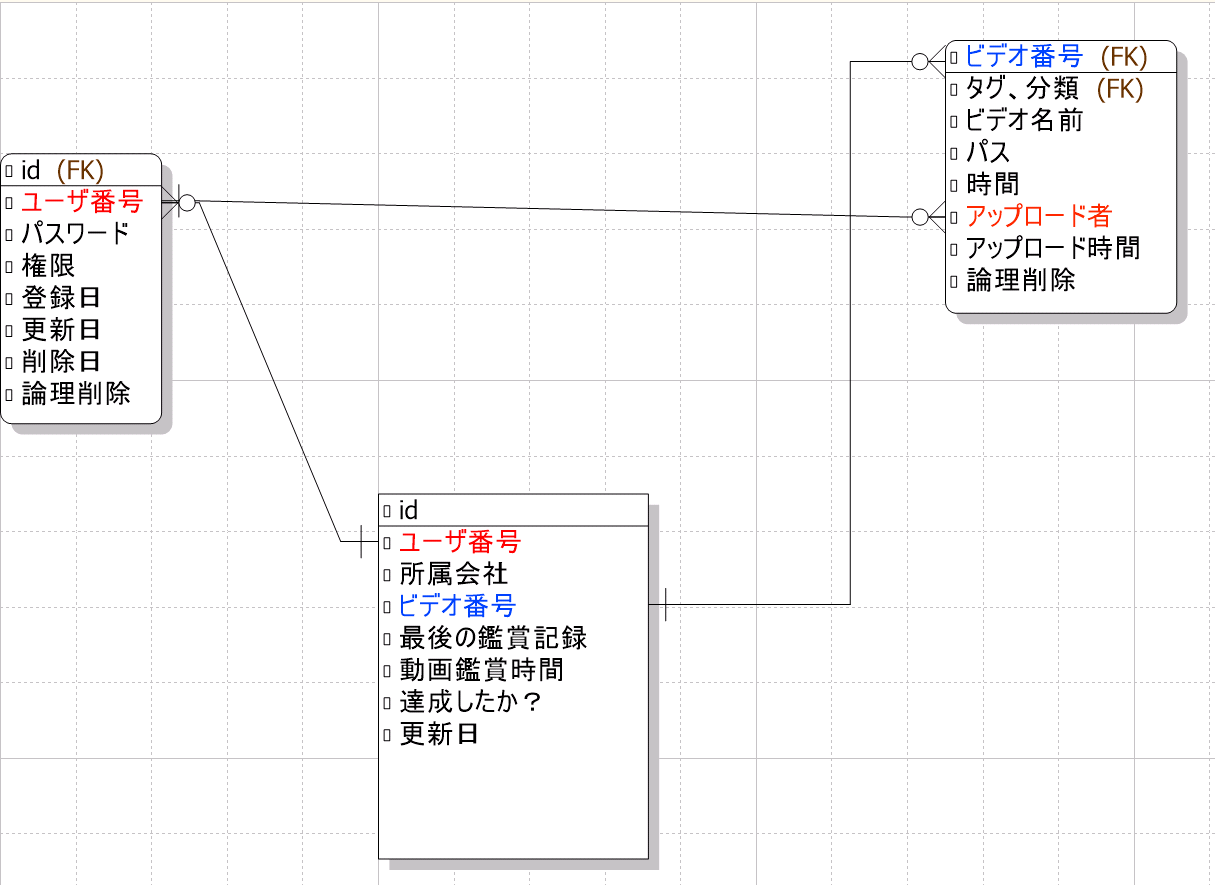 id (FK)
ユーザ番号
パスワード
権限
登録日
更新日
削除日
論理削除
ビデオ番号 (FK)
タグ、分類 (FK)
ビデオ名前
パス
時間
アップロード者
アップロード時間
論理削除
id
ユーザ番号
所属会社
ビデオ番号
最後の鑑賞記録
動画鑑賞時間
達成したか？
更新日